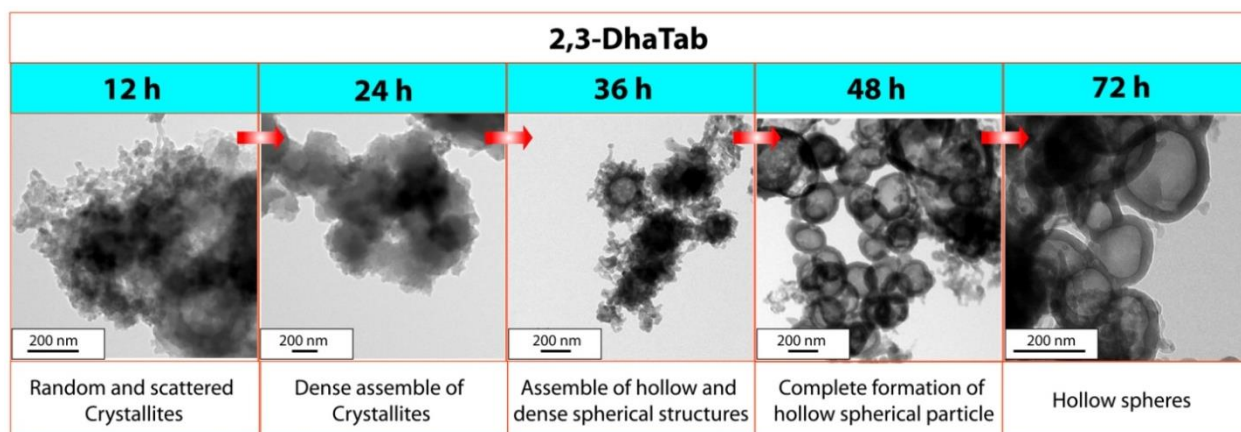 2,3-DhaTab
12 h
24 h
36 h
48 h
72 h
200 nm
200 nm
200 nm
200 nm
200 nm
Random and scattered
Crystallites
Dense assemble of
Crystallites
Assemble of hollow and
dense spherical structures
Complete formation of
hollow spherical particle
Hollow spheres